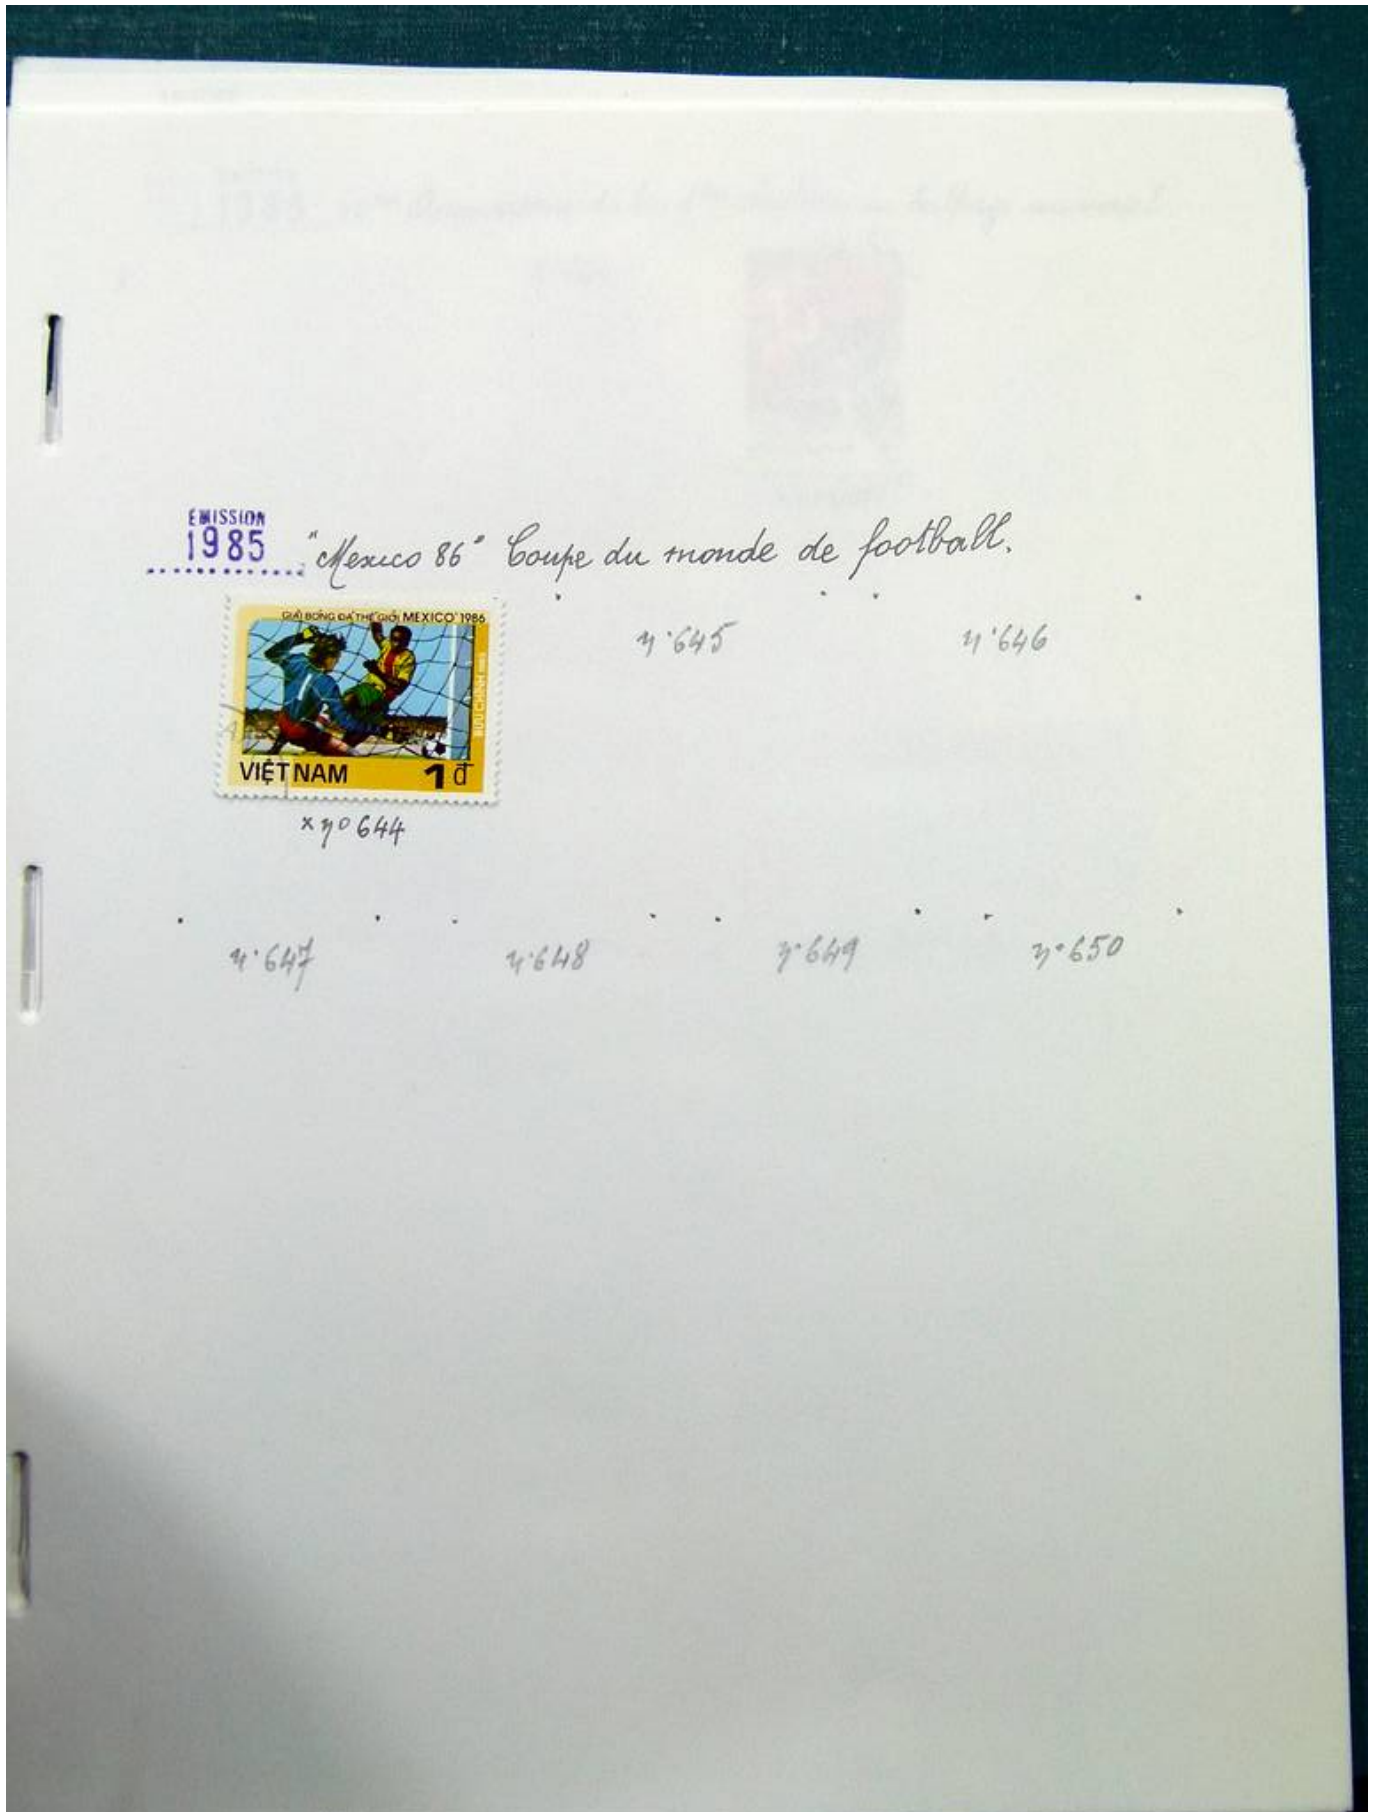 EMISSION
1985
"Mexico 86" Coupe du monde de football.
GIẢI BÓNG ĐÁ THẾ GIỚI MEXICO' 1986
BƯU CHÍNH 1985
VIỆT NAM 1đ
x n° 644
n° 645
n° 646
n° 647
n° 648
n° 649
n° 650